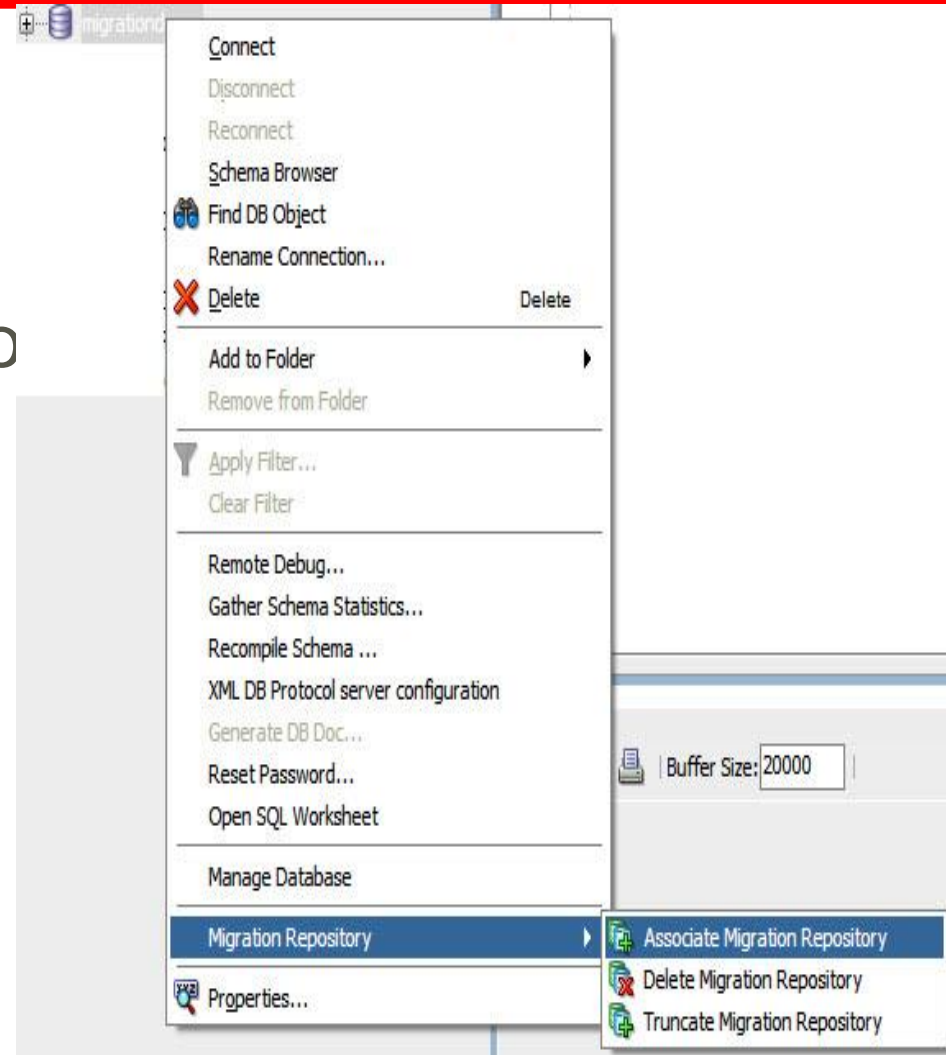 Connect
Disconnect
Reconnect
Schema Browser
Find DB Object
Rename Connection...
Delete Delete
Add to Folder
Remove from Folder
Apply Filter...
Clear Filter
Remote Debug...
Gather Schema Statistics...
Recompile Schema ...
XML DB Protocol server configuration
Generate DB Doc...
Reset Password...
Open SQL Worksheet
Manage Database
Migration Repository
Properties...
Associate Migration Repository
Delete Migration Repository
Truncate Migration Repository
Buffer Size: 20000